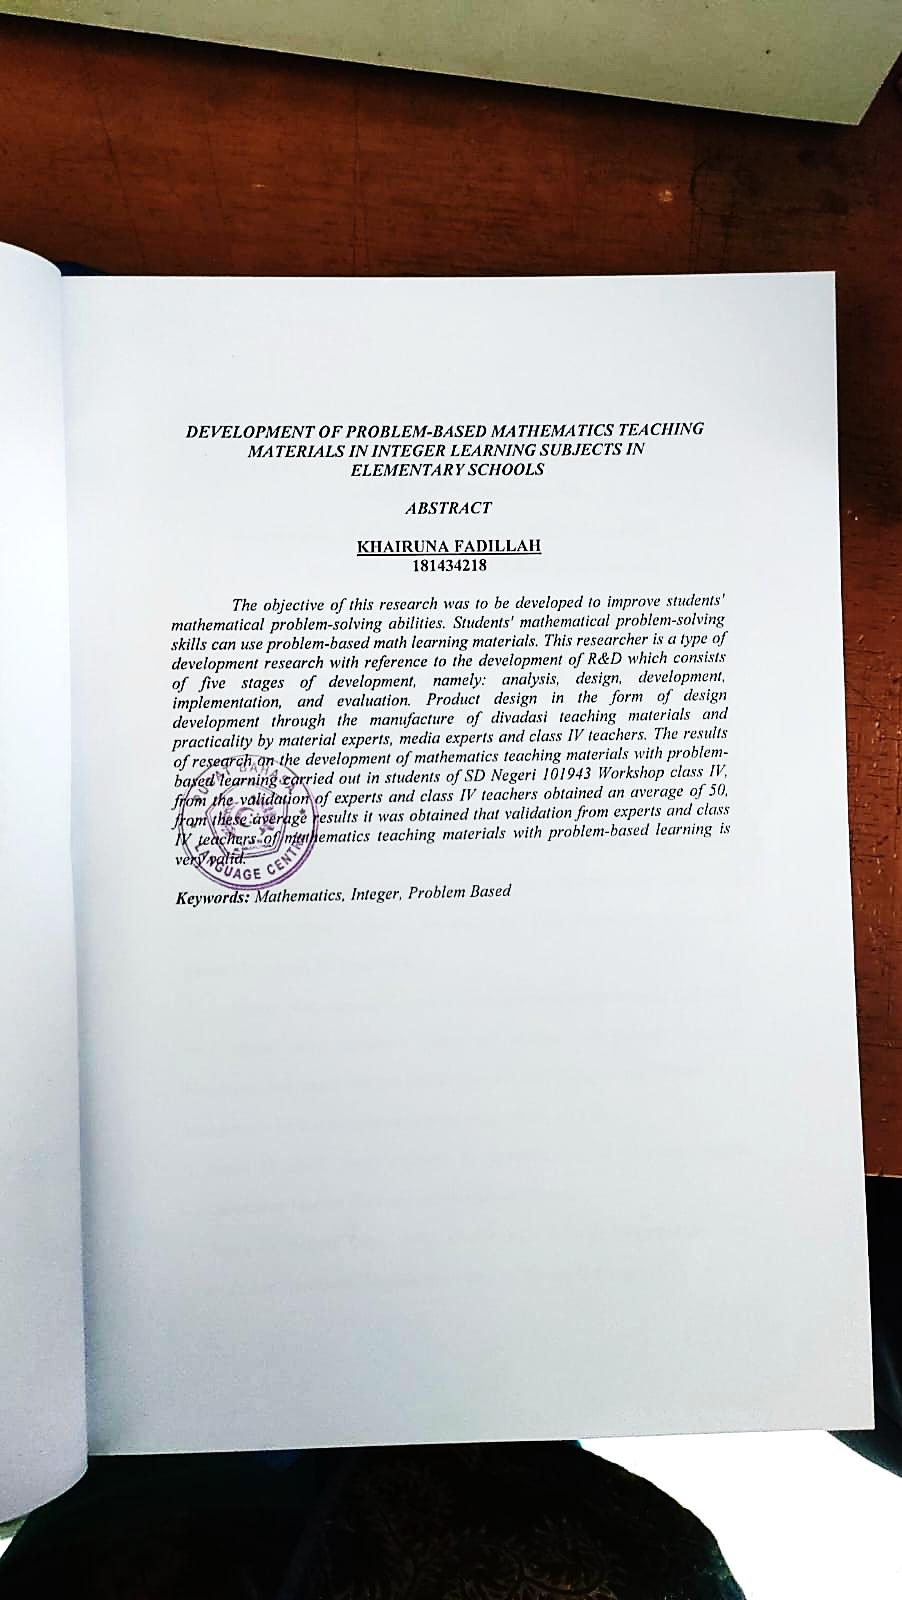 DEVELOPMENT OF PROBLEM-BASED MATHEMATICS TEACHING
MATERIALS IN INTEGER LEARNING SUBJECTS IN
ELEMENTARY SCHOOLS
ABSTRACT
KHAIRUNA FADILLAH
181434218
The objective of this research was to be developed to improve students'
mathematical problem-solving abilities. Students' mathematical problem-solving
skills can use problem-based math learning materials. This researcher is a type of
development research with reference to the development of R&D which consists
of five stages of development, namely: analysis, design, development,
implementation, and evaluation. Product design in the form of design
development through the manufacture of divadasi teaching materials and
practicality by material experts, media experts and class IV teachers. The results
of research on the development of mathematics teaching materials with problem-
based learning carried out in students of SD Negeri 101943 Workshop class IV,
from the validation of experts and class IV teachers obtained an average of 50,
from these average results it was obtained that validation from experts and class
IV teachers of mathematics teaching materials with problem-based learning is
very valid.
PUSAT BAHASA
LANGUAGE CENTRE
Keywords: Mathematics, Integer, Problem Based